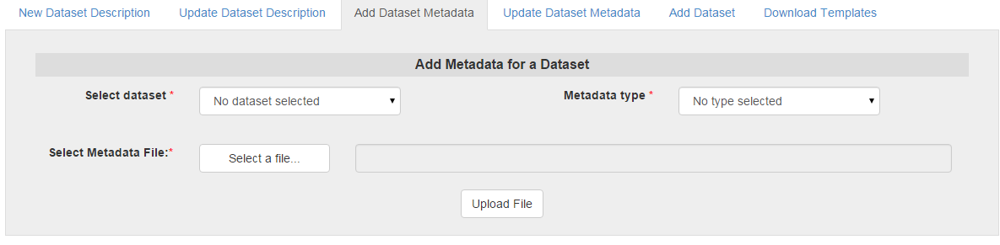 New Dataset Description Update Dataset Description Add Dataset Metadata Update Dataset Metadata Add Dataset Download Templates
Add Metadata for a Dataset
Select dataset * No dataset selected Metadata type * No type selected
Select Metadata File:* Select a file...
Upload File